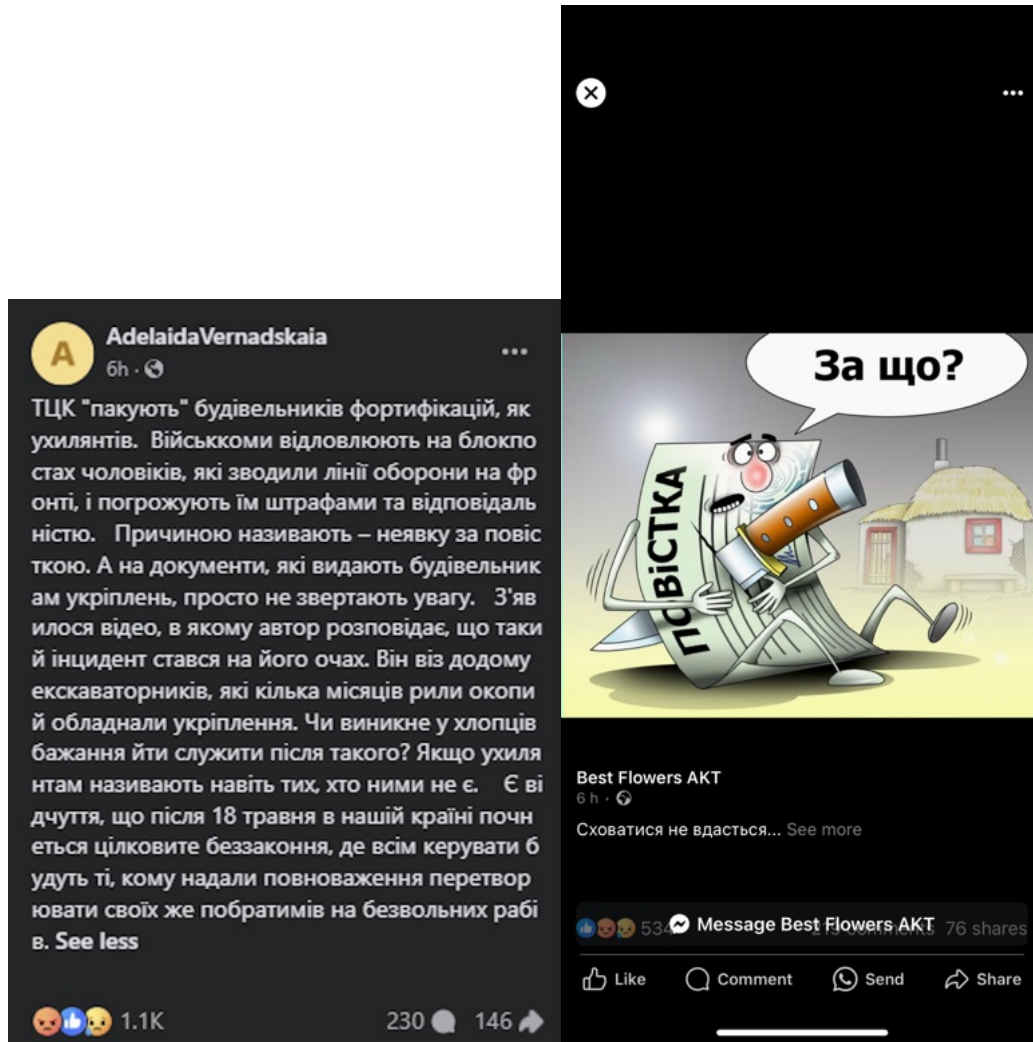 AdelaidaVernadskaia
6h ·
ТЦК "пакують" будівельників фортифікацій, як
ухилянтів.  Військкоми відловлюють на блокпо
стах чоловіків, які зводили лінії оборони на фр
онті, і погрожують їм штрафами та відповідаль
ністю.   Причиною називають – неявку за повіс
ткою. А на документи, які видають будівельник
ам укріплень, просто не звертають увагу.   З'яв
илося відео, в якому автор розповідає, що таки
й інцидент стався на його очах. Він віз додому
екскаваторників, які кілька місяців рили окопи
й обладнали укріплення. Чи виникне у хлопців
бажання йти служити після такого? Якщо ухиля
нтам називають навіть тих, хто ними не є.    Є ві
дчуття, що після 18 травня в нашій країні почн
еться цілковите беззаконня, де всім керувати б
удуть ті, кому надали повноваження перетвор
ювати своїх же побратимів на безвольних рабі
в. See less
1.1K
230
146
За що?
ПОВіСТКА
Best Flowers AKT
6 h ·
Сховатися не вдасться... See more
534
Message Best Flowers AKT
comments 76 shares
Like
Comment
Send
Share